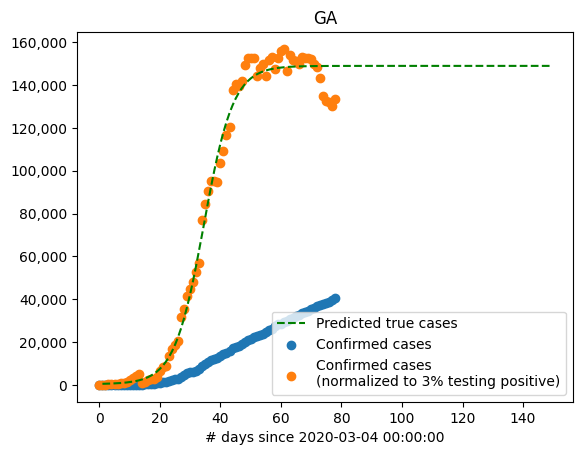 GA
160,000
140,000
120,000
100,000
80,000
60,000
40,000
20,000
0
Predicted true cases
Confirmed cases
Confirmed cases
(normalized to 3% testing positive)
0 20 40 60 80 100 120 140
# days since 2020-03-04 00:00:00